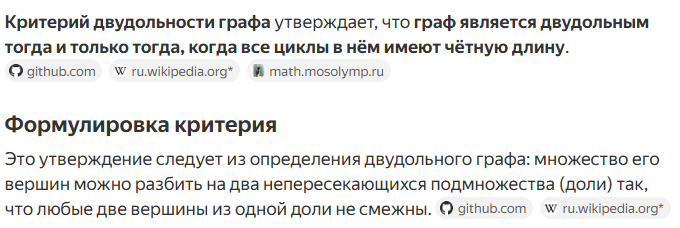 Критерий двудольности графа утверждает, что граф является двудольным
тогда и только тогда, когда все циклы в нём имеют чётную длину.
github.com W ru.wikipedia.org* math.mosolymp.ru
Формулировка критерия
Это утверждение следует из определения двудольного графа: множество его
вершин можно разбить на два непересекающихся подмножества (доли) так,
что любые две вершины из одной доли не смежны. github.com W ru.wikipedia.org*